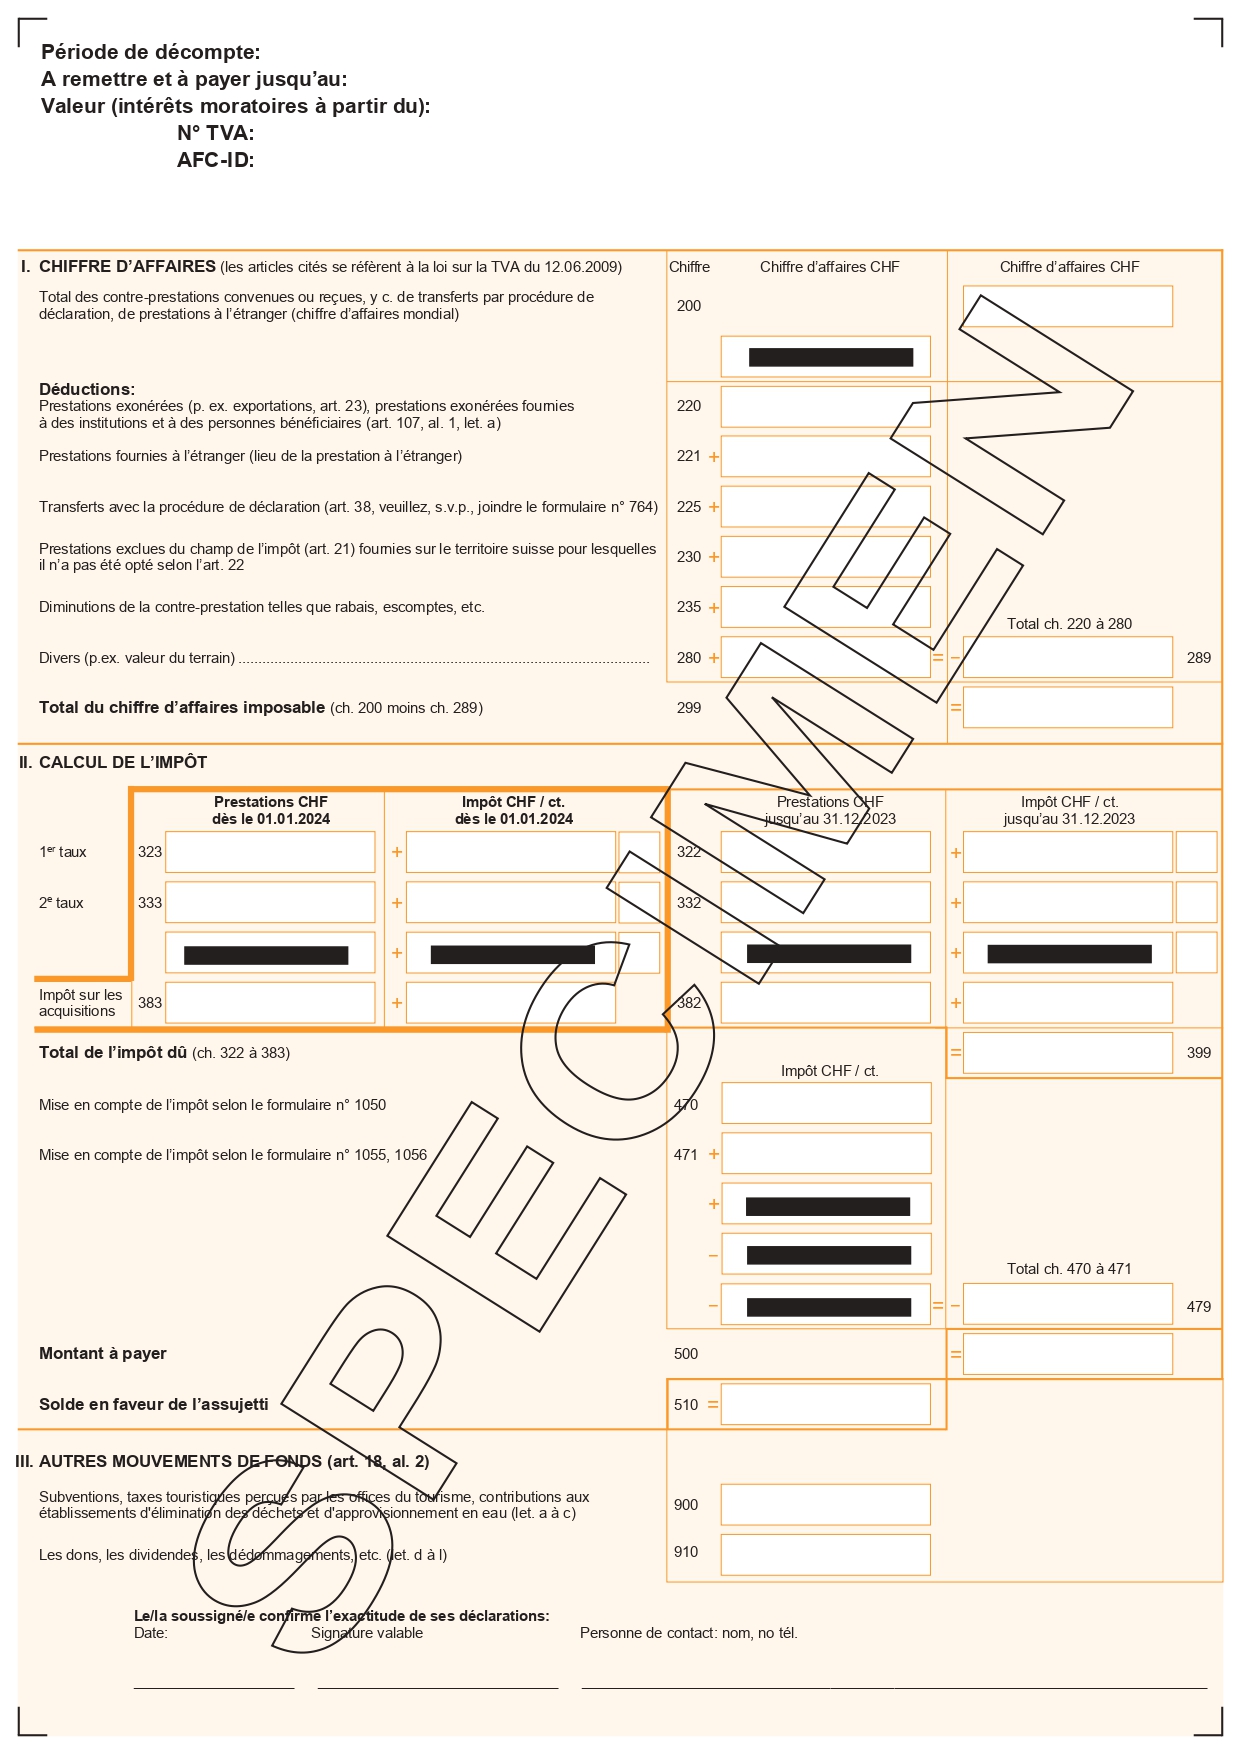 Période de décompte:
A remettre et à payer jusqu’au:
Valeur (intérêts moratoires à partir du):
N° TVA:
AFC-ID:
I. CHIFFRE D’AFFAIRES (les articles cités se réfèrent à la loi sur la TVA du 12.06.2009) Chiffre Chiffre d’affaires CHF Chiffre d’affaires CHF
Total des contre-prestations convenues ou reçues, y c. de transferts par procédure de
déclaration, de prestations à l’étranger (chiffre d’affaires mondial) 200
Déductions:
Prestations exonérées (p. ex. exportations, art. 23), prestations exonérées fournies
à des institutions et à des personnes bénéficiaires (art. 107, al. 1, let. a) 220
Prestations fournies à l’étranger (lieu de la prestation à l’étranger) 221 +
Transferts avec la procédure de déclaration (art. 38, veuillez, s.v.p., joindre le formulaire n° 764) 225 +
Prestations exclues du champ de l’impôt (art. 21) fournies sur le territoire suisse pour lesquelles
il n’a pas été opté selon l’art. 22 230 +
Diminutions de la contre-prestation telles que rabais, escomptes, etc. 235 +
Total ch. 220 à 280
Divers (p.ex. valeur du terrain) ..................................................................................................... 280 + = – 289
Total du chiffre d’affaires imposable (ch. 200 moins ch. 289) 299 =
II. CALCUL DE L’IMPÔT
Prestations CHF Impôt CHF / ct. Prestations CHF Impôt CHF / ct.
dès le 01.01.2024 dès le 01.01.2024 jusqu’au 31.12.2023 jusqu’au 31.12.2023
1er taux 323 + 322 +
2e taux 333 + 332 +
+ +
Impôt sur les
acquisitions 383 + 382 +
Total de l’impôt dû (ch. 322 à 383) = 399
Impôt CHF / ct.
Mise en compte de l’impôt selon le formulaire n° 1050 470
Mise en compte de l’impôt selon le formulaire n° 1055, 1056 471 +
+
–
Total ch. 470 à 471
– = – 479
Montant à payer 500 =
Solde en faveur de l’assujetti 510 =
III. AUTRES MOUVEMENTS DE FONDS (art. 18, al. 2)
Subventions, taxes touristiques perçues par les offices du tourisme, contributions aux
établissements d'élimination des déchets et d'approvisionnement en eau (let. a à c) 900
Les dons, les dividendes, les dédommagements, etc. (let. d à l) 910
Le/la soussigné/e confirme l’exactitude de ses déclarations:
Date: Signature valable Personne de contact: nom, no tél.
SPECIMMEM